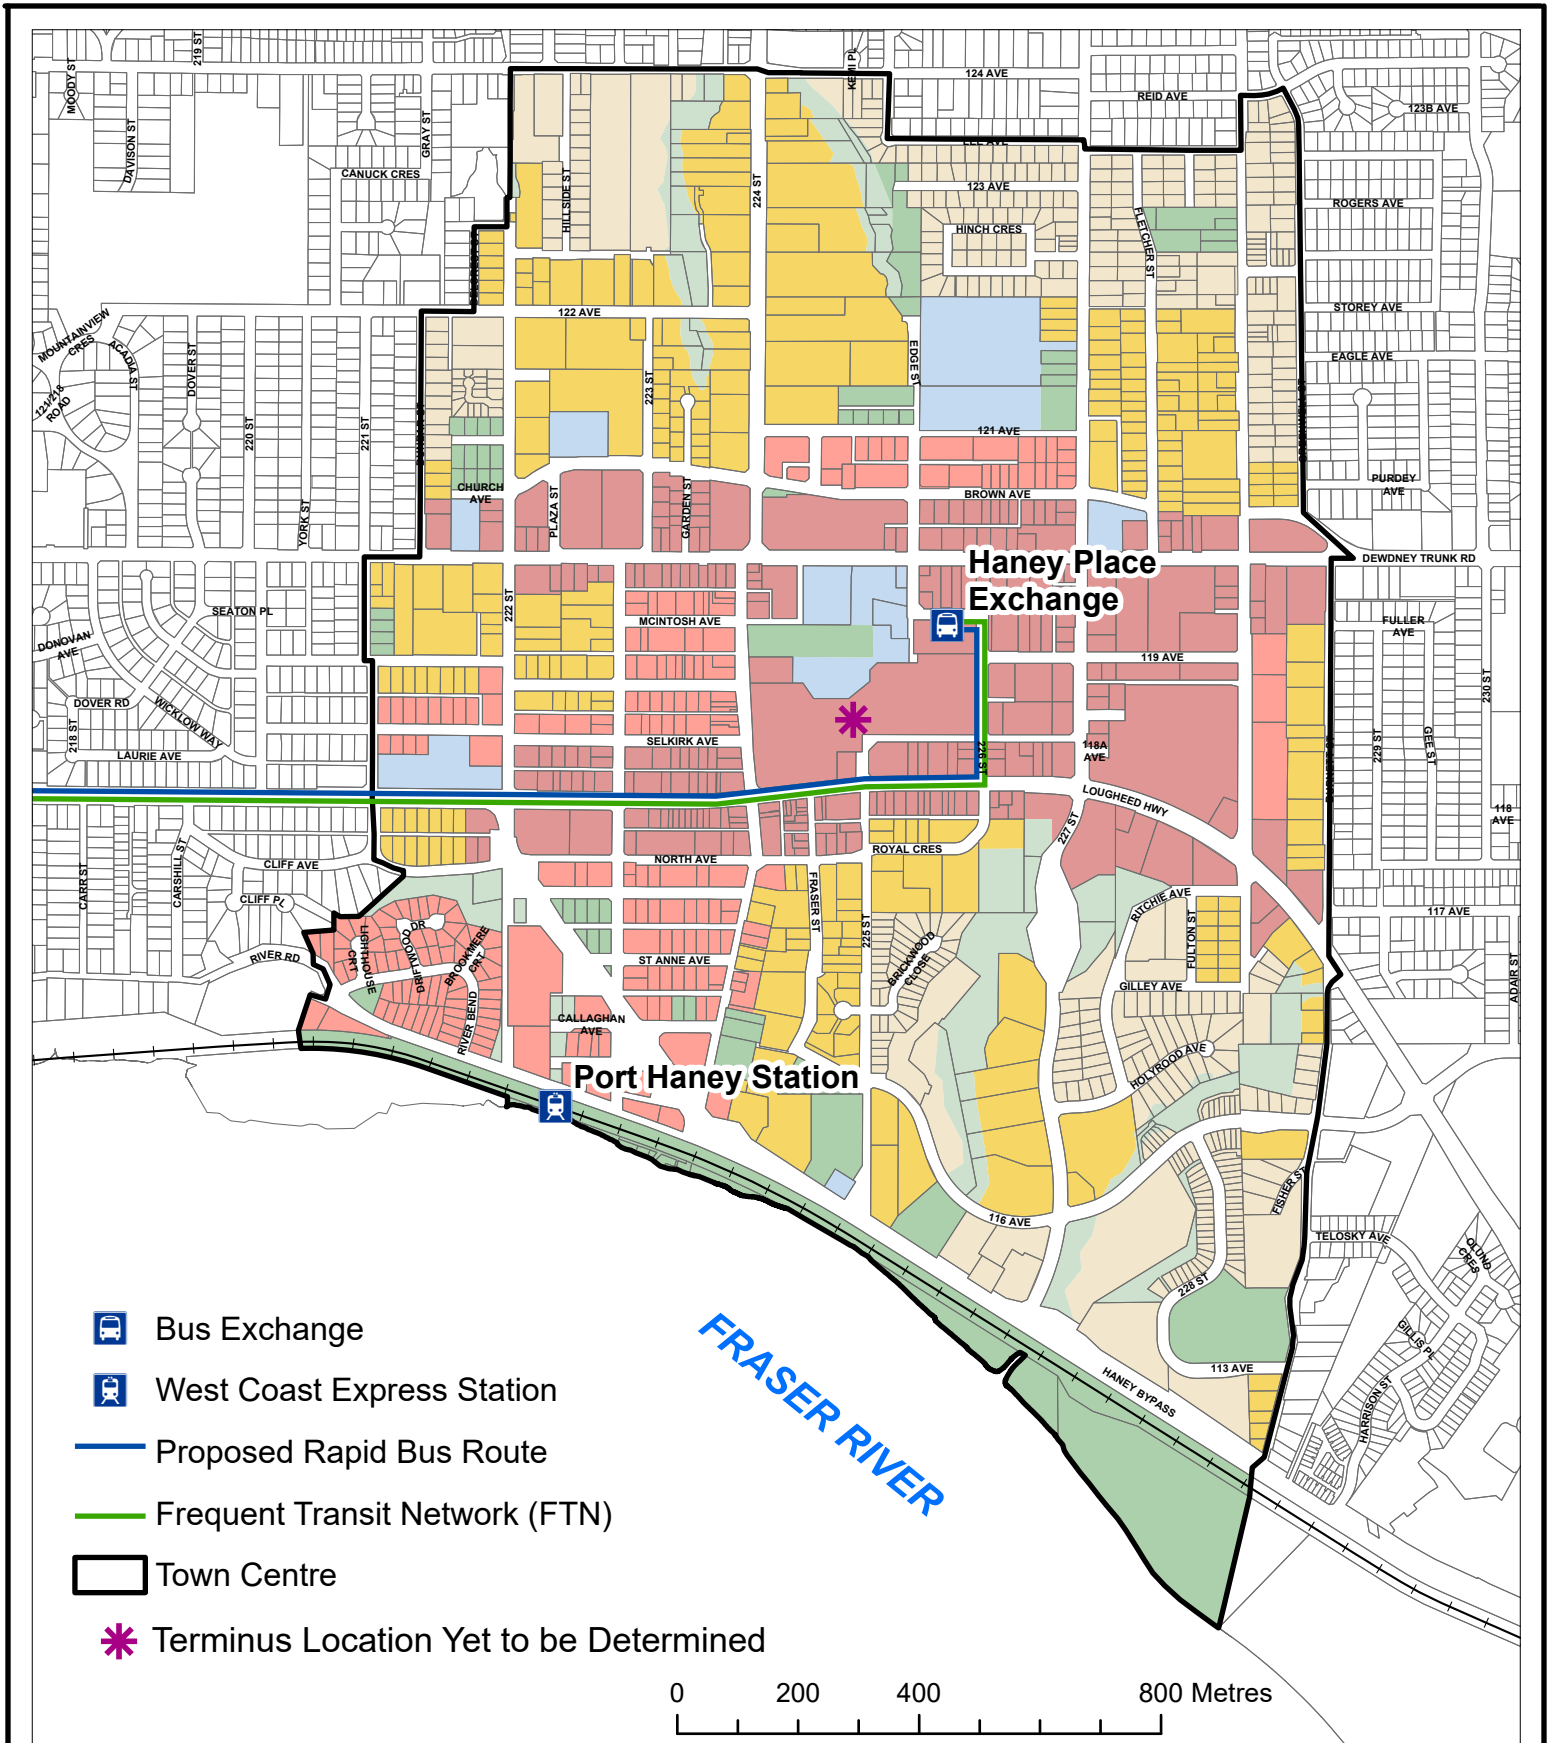 219 ST
MOODY ST
DAVISON ST
GRAY ST
CANUCK CRES
KEMI PL
124 AVE
REID AVE
123B AVE
LEE AVE
123 AVE
HILLSIDE ST
224 ST
HINCH CRES
FLETCHER ST
ROGERS AVE
STOREY AVE
122 AVE
MOUNTAINVIEW
CRES
ACADIA ST
DOVER ST
121/218
ROAD
220 ST
221 ST
223 ST
EDGE ST
EAGLE AVE
121 AVE
CHURCH
AVE
YORK ST
PLAZA ST
GARDEN ST
BROWN AVE
PURDEY
AVE
DEWDNEY TRUNK RD
Haney Place
Exchange
222 ST
SEATON PL
MCINTOSH AVE
DONOVAN
AVE
FULLER
AVE
119 AVE
230 ST
DOVER RD
WICKLOW WAY
218 ST
LAURIE AVE
SELKIRK AVE
226 ST
118A
AVE
229 ST
GEE ST
LOUGHEED HWY
118
AVE
227 ST
CARR ST
CARSHILL ST
CLIFF AVE
NORTH AVE
ROYAL CRES
CLIFF PL
FRASER ST
225 ST
RITCHIE AVE
FULTON ST
117 AVE
RIVER RD
LIGHTHOUSE
CRT
DRIFTWOOD
DR
BROOKMERE
CRT
ST ANNE AVE
BRICKWOOD
CLOSE
GILLEY AVE
ADAIR ST
RIVER BEND
CALLAGHAN
AVE
HOLYROOD AVE
Port Haney Station
116 AVE
FISHER ST
TELOSKY AVE
OLUND
CRES
228 ST
GILLIS PL
113 AVE
HANEY BYPASS
HARRISON ST
FRASER RIVER
Bus Exchange
West Coast Express Station
Proposed Rapid Bus Route
Frequent Transit Network (FTN)
Town Centre
Terminus Location Yet to be Determined
0 200 400 800 Metres